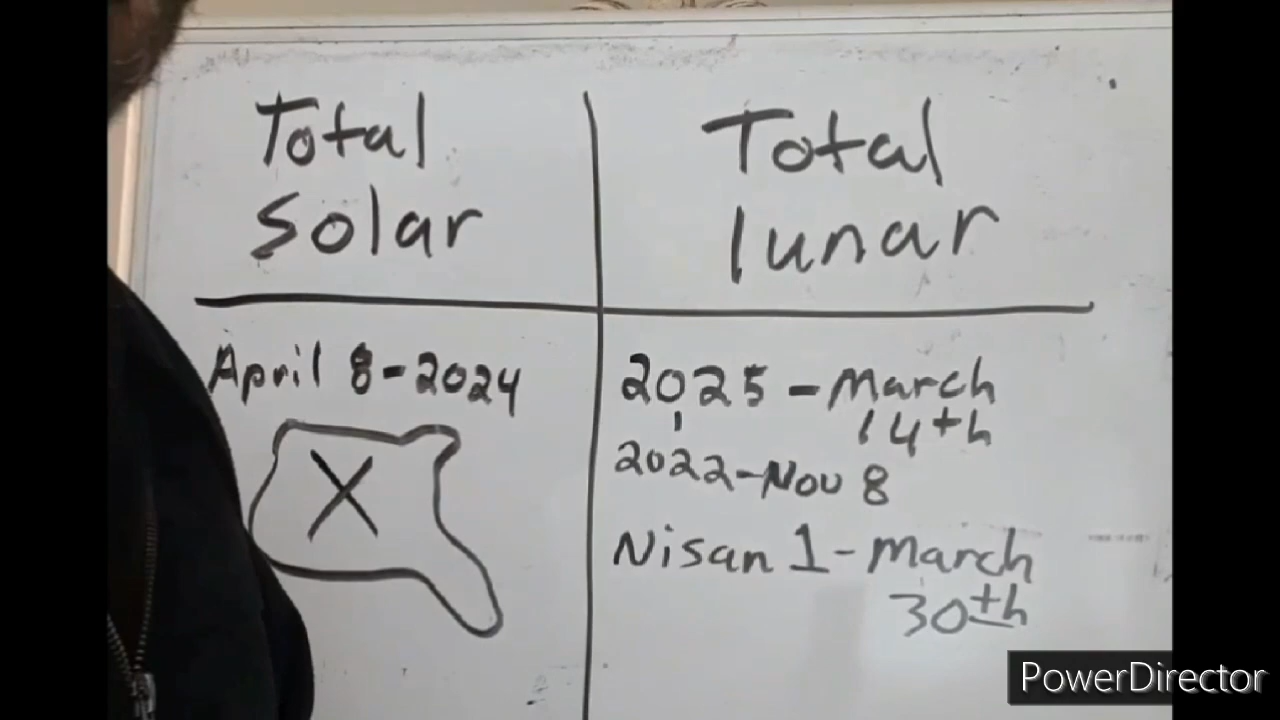 Total
Solar
April 8-2024
X
Total
lunar
2025 - March
14th
2022-Nov 8
Nisan 1 - March
30th
PowerDirector